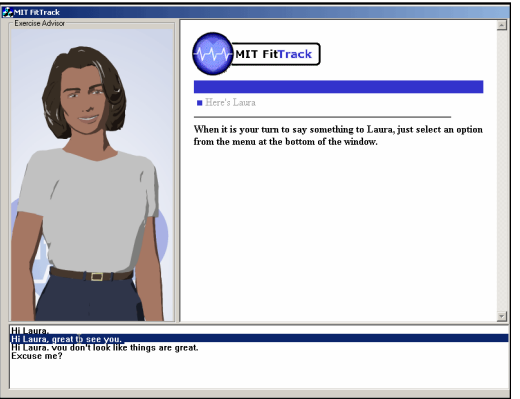 MIT FitTrack
Exercise Advisor
MIT FitTrack
Here's Laura
When it is your turn to say something to Laura, just select an option
from the menu at the bottom of the window.
Hi Laura.
Hi Laura, great to see you.
Hi Laura. you don't look like things are great.
Excuse me?